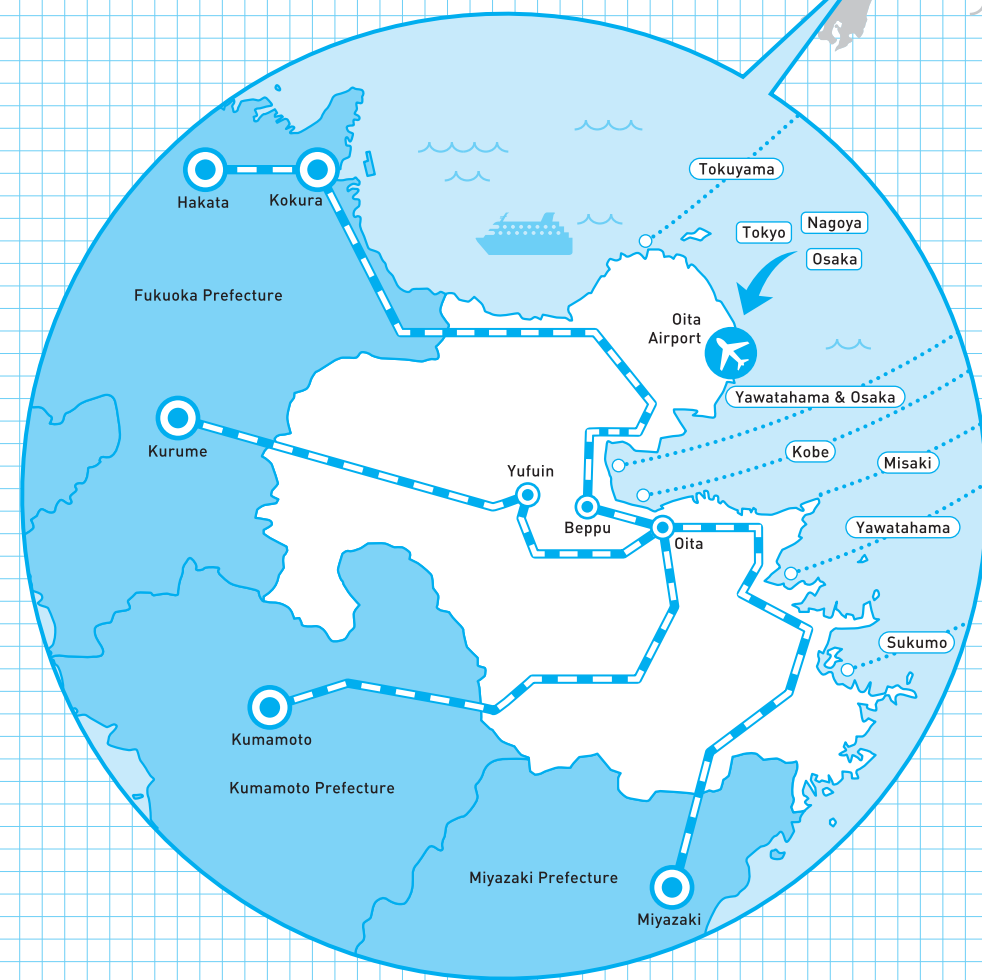 Tokuyama
Hakata
Kokura
Nagoya
Tokyo
Osaka
Fukuoka Prefecture
Oita
Airport
Yawatahama & Osaka
Kurume
Kobe
Misaki
Yufuin
Beppu
Oita
Yawatahama
Sukumo
Kumamoto
Kumamoto Prefecture
Miyazaki Prefecture
Miyazaki